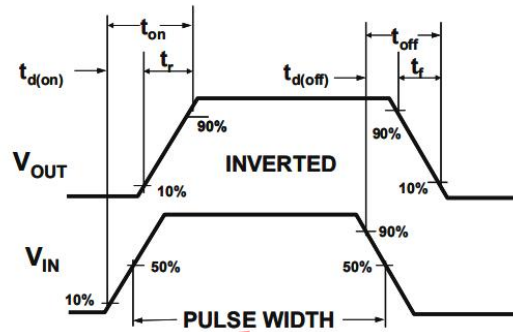 ton
toff
tr
tf
td(on)
td(off)
90%
90%
VOUT
INVERTED
10%
10%
VIN
90%
50%
50%
10%
PULSE WIDTH